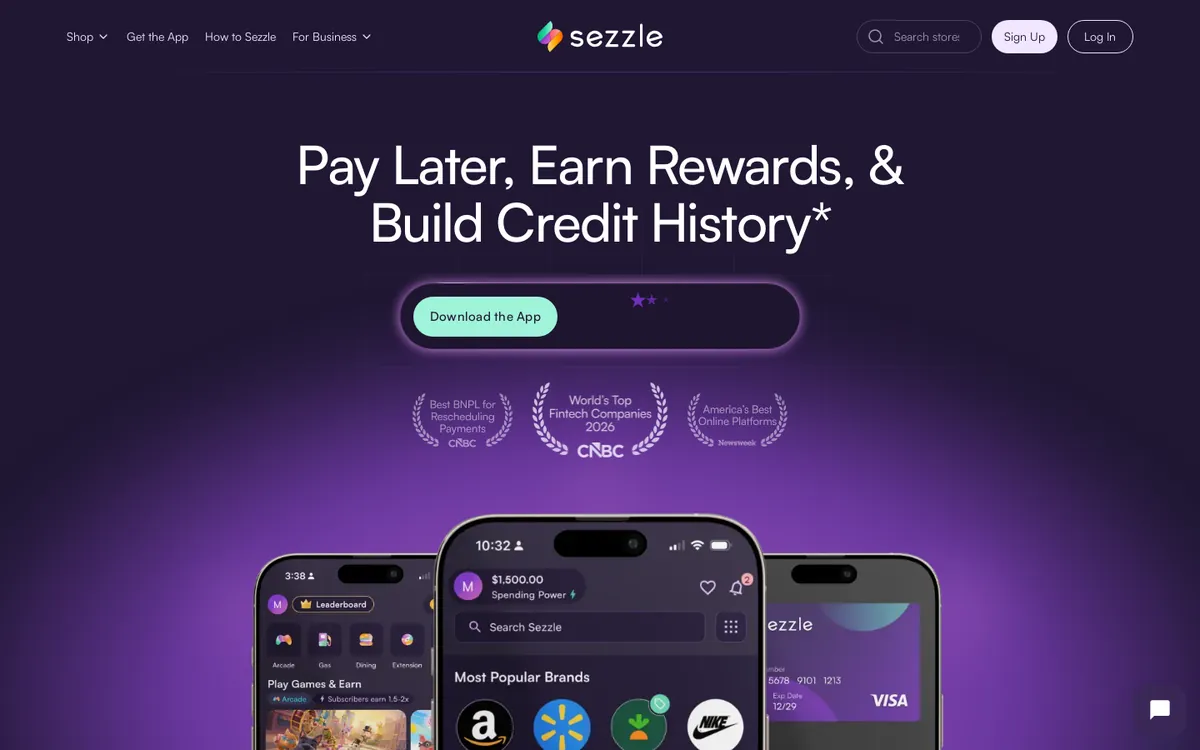 Shop
Get the App
How to Sezzle
For Business
sezzle
Search stores
Sign Up
Log In
Pay Later, Earn Rewards, &
Build Credit History*
Download the App
Best BNPL for
Rescheduling
Payments
CNBC
World's Top
Fintech Companies
2026
CNBC
America's Best
Online Platforms
Newsweek
3:38
M
Leaderboard
Arcade
Gas
Dining
Extension
Play Games & Earn
Arcade
Subscribers earn 1.5-2x
10:32
M
$1,500.00
Spending Power
2
Search Sezzle
Most Popular Brands
a
NIKE
ezzle
mber
5678 9101 1213
Exp Date
12/29
VISA